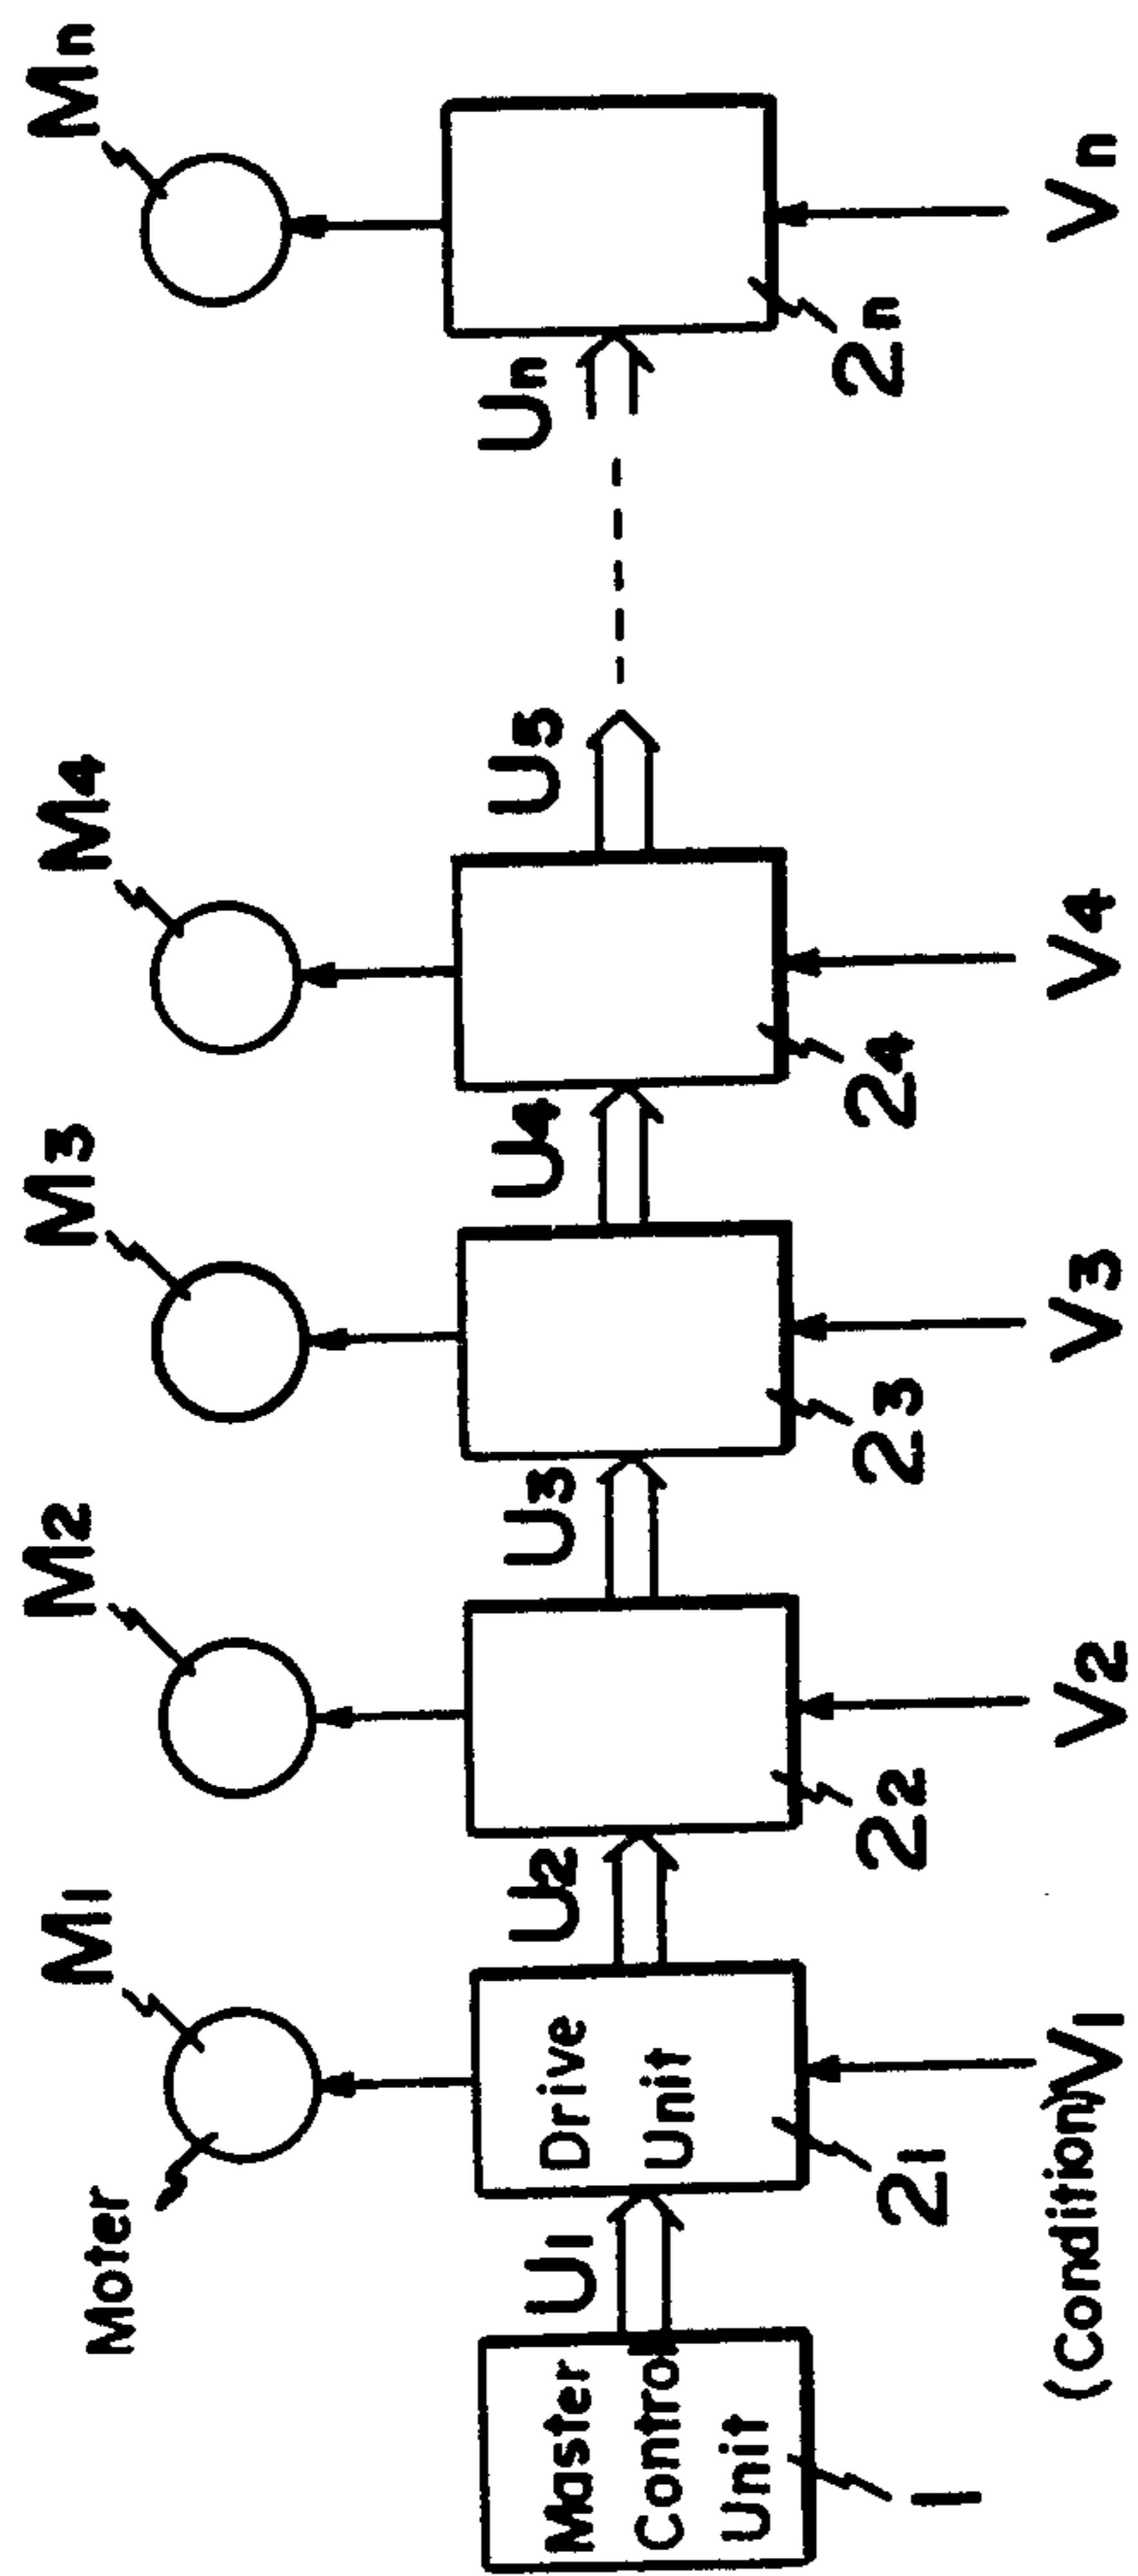 M1
M2
M3
M4
Mn
Moter
U1
U2
U3
U4
U5
Un
Master
Control
Unit
Drive
Unit
1
21
22
23
24
2n
(Condition)V1
V2
V3
V4
Vn